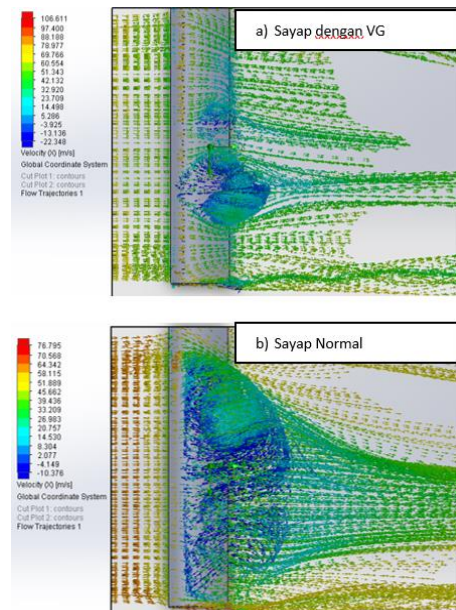 106.611
97.400
88.188
78.977
69.766
60.554
51.343
42.132
32.920
23.709
14.498
5.286
-3.925
-13.136
-22.348
Velocity (X) [m/s]
Global Coordinate System
Cut Plot 1: contours
Cut Plot 2: contours
Flow Trajectories 1
a) Sayap dengan VG
76.795
70.568
64.342
58.115
51.889
45.662
39.436
33.209
26.983
20.757
14.530
8.304
2.077
-4.149
-10.376
Velocity (X) [m/s]
Global Coordinate System
Cut Plot 1: contours
Cut Plot 2: contours
Flow Trajectories 1
b) Sayap Normal